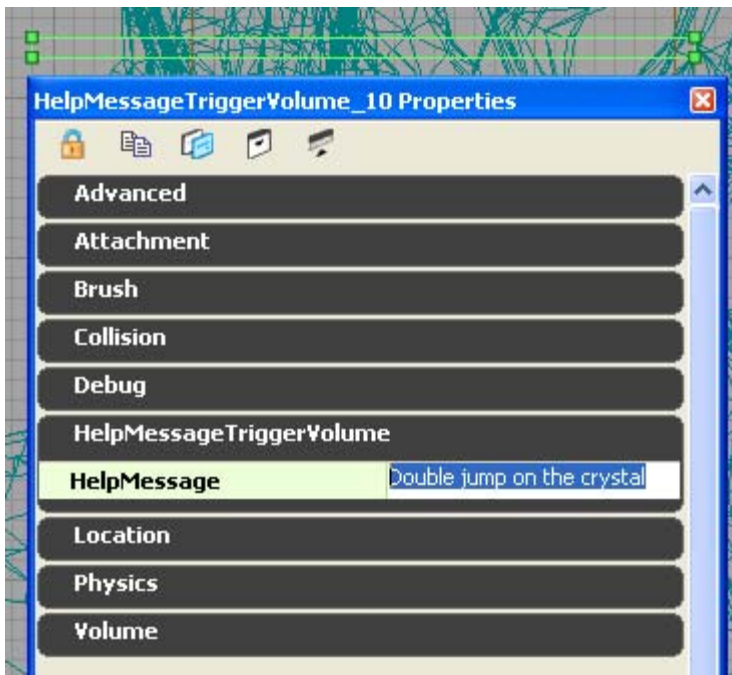 HelpMessageTriggerVolume_10 Properties
Advanced
Attachment
Brush
Collision
Debug
HelpMessageTriggerVolume
HelpMessage Double jump on the crystal
Location
Physics
Volume